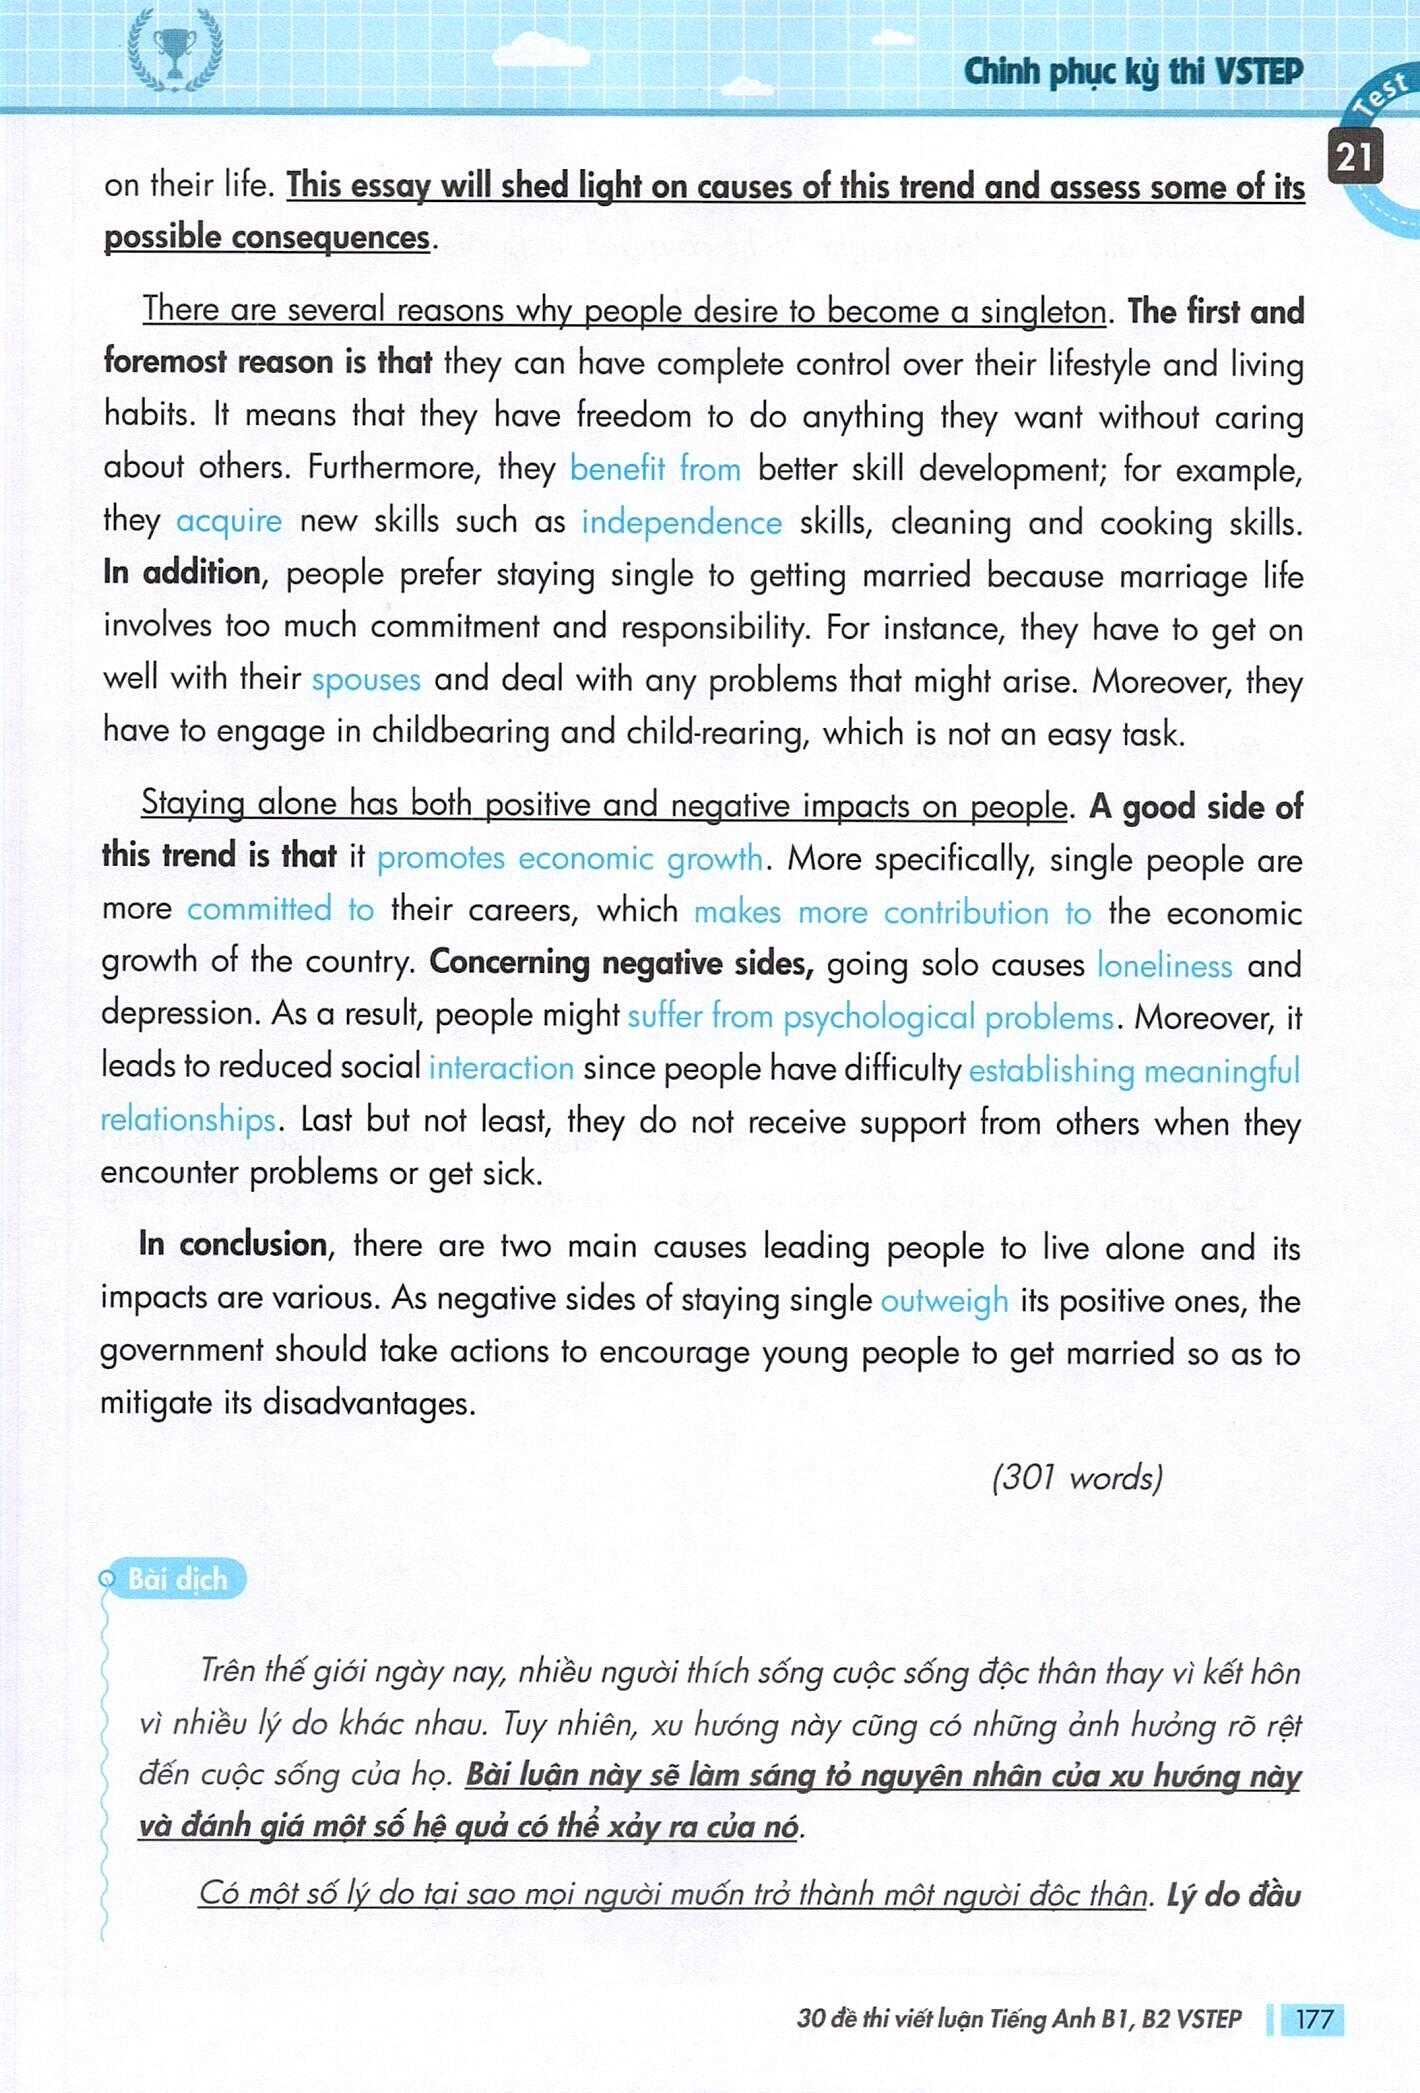 Chinh phục kỳ thi VSTEP
Test
21
on their life. This essay will shed light on causes of this trend and assess some of its
possible consequences.
There are several reasons why people desire to become a singleton. The first and
foremost reason is that they can have complete control over their lifestyle and living
habits. It means that they have freedom to do anything they want without caring
about others. Furthermore, they benefit from better skill development; for example,
they acquire new skills such as independence skills, cleaning and cooking skills.
In addition, people prefer staying single to getting married because marriage life
involves too much commitment and responsibility. For instance, they have to get on
well with their spouses and deal with any problems that might arise. Moreover, they
have to engage in childbearing and child-rearing, which is not an easy task.
Staying alone has both positive and negative impacts on people. A good side of
this trend is that it promotes economic growth. More specifically, single people are
more committed to their careers, which makes more contribution to the economic
growth of the country. Concerning negative sides, going solo causes loneliness and
depression. As a result, people might suffer from psychological problems. Moreover, it
leads to reduced social interaction since people have difficulty establishing meaningful
relationships. Last but not least, they do not receive support from others when they
encounter problems or get sick.
In conclusion, there are two main causes leading people to live alone and its
impacts are various. As negative sides of staying single outweigh its positive ones, the
government should take actions to encourage young people to get married so as to
mitigate its disadvantages.
(301 words)
Bài dịch
Trên thế giới ngày nay, nhiều người thích sống cuộc sống độc thân thay vì kết hôn
vì nhiều lý do khác nhau. Tuy nhiên, xu hướng này cũng có những ảnh hưởng rõ rệt
đến cuộc sống của họ. Bài luận này sẽ làm sáng tỏ nguyên nhân của xu hướng này
và đánh giá một số hệ quả có thể xảy ra của nó.
Có một số lý do tại sao mọi người muốn trở thành một người độc thân. Lý do đầu
30 đề thi viết luận Tiếng Anh B1, B2 VSTEP
177